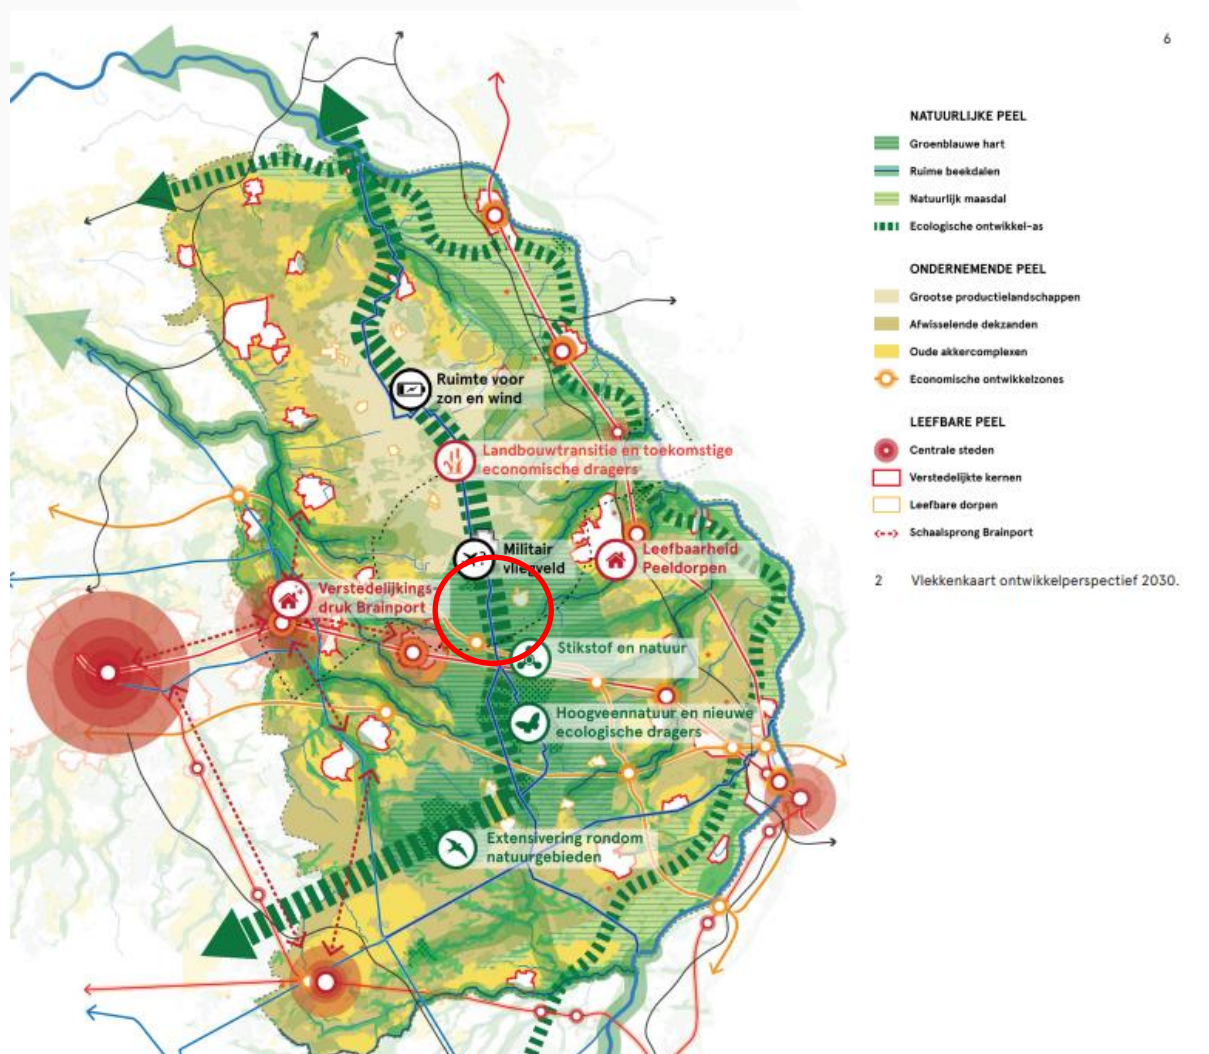 6
NATUURLIJKE PEEL
Groenblauwe hart
Ruime beekdalen
Natuurlijk maasdal
Ecologische ontwikkel-as
ONDERNEMENDE PEEL
Grootse productielandschappen
Afwisselende dekzanden
Oude akkercomplexen
Economische ontwikkelzones
LEEFBARE PEEL
Centrale steden
Verstedelijkte kernen
Leefbare dorpen
Schaalsprong Brainport
2 Vlekkenkaart ontwikkelperspectief 2030.
Ruimte voor
zon en wind
Landbouwtransitie en toekomstige
economische dragers
Militair
vliegveld
?
Leefbaarheid
Peeldorpen
Verstedelijkings-
druk Brainport
Stikstof en natuur
Hoogveennatuur en nieuwe
ecologische dragers
Extensivering rondom
natuurgebieden